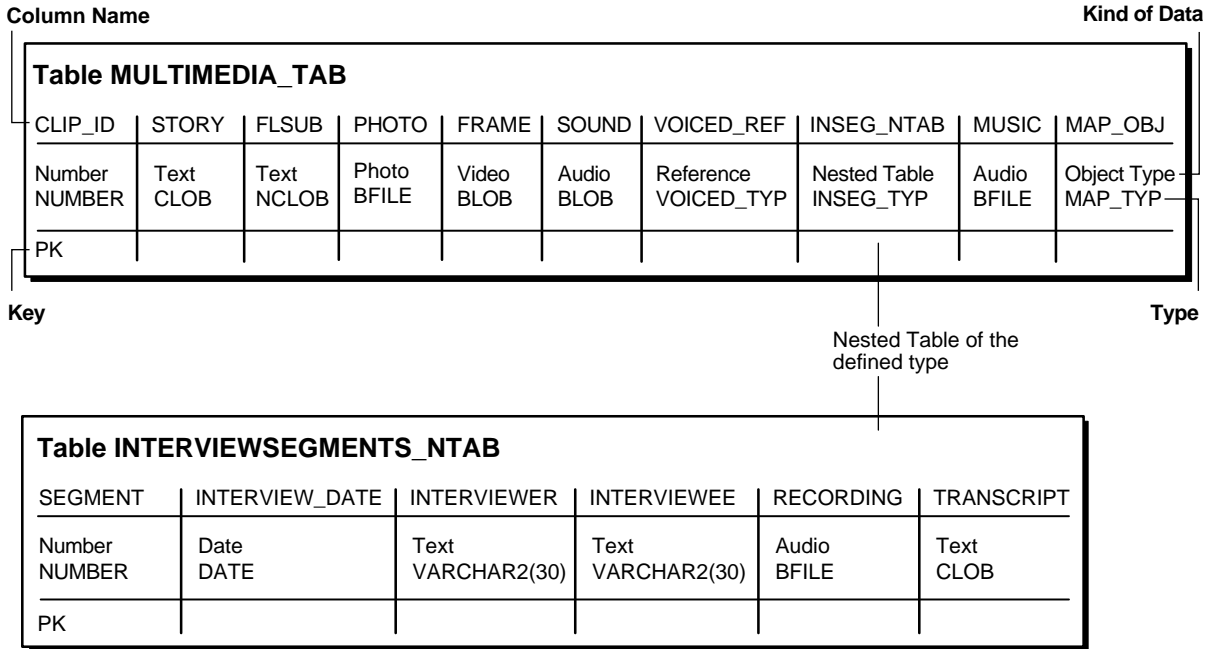 Column Name
Kind of Data
Table MULTIMEDIA_TAB
CLIP_ID STORY FLSUB PHOTO FRAME SOUND VOICED_REF INSEG_NTAB MUSIC MAP_OBJ
Number Text Text Photo Video Audio Reference Nested Table Audio Object Type
NUMBER CLOB NCLOB BFILE BLOB BLOB VOICED_TYP INSEG_TYP BFILE MAP_TYP
PK
Key
Type
Nested Table of the
defined type
Table INTERVIEWSEGMENTS_NTAB
SEGMENT INTERVIEW_DATE INTERVIEWER INTERVIEWEE RECORDING TRANSCRIPT
Number Date Text Text Audio Text
NUMBER DATE VARCHAR2(30) VARCHAR2(30) BFILE CLOB
PK